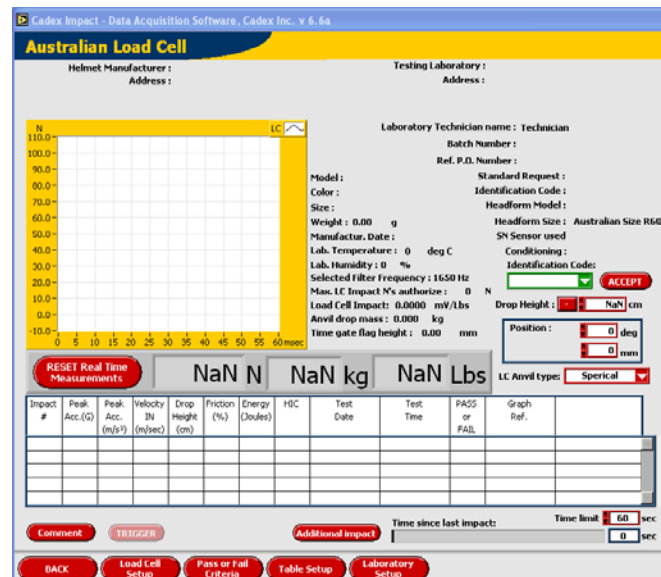 Cadex Impact - Data Acquisition Software, Cadex Inc. v 6.6a
Australian Load Cell
Helmet Manufacturer :
Address :
Testing Laboratory :
Address :
N
LC
110.0
100.0
90.0
80.0
70.0
60.0
50.0
40.0
30.0
20.0
10.0
0.0
-10.0
0 5 10 15 20 25 30 35 40 45 50 55 60 msec
Laboratory Technician name : Technician
Batch Number :
Ref. P.O. Number :
Model :
Color :
Size :
Weight : 0.00 g
Manufactur. Date :
Lab. Temperature : 0 deg C
Lab. Humidity : 0 %
Selected Filter Frequency : 1650 Hz
Max. LC Impact N's authorize : 0 N
Load Cell Impact: 0.0000 mV/Lbs
Anvil drop mass : 0.000 kg
Time gate flag height : 0.00 mm
Standard Request :
Identification Code :
Headform Model :
Headform Size : Australian Size R60
SN Sensor used
Conditioning :
Identification Code:
ACCEPT
Drop Height : - NaN cm
Position : 0 deg
0 mm
LC Anvil type: Sperical
RESET Real Time
Measurements
NaN N NaN kg NaN Lbs
Impact # Peak Acc.(G) Peak Acc. (m/s²) Velocity IN (m/sec) Drop Height (cm) Friction (%) Energy (Joules) HIC Test Date Test Time PASS or FAIL Graph Ref.
Comment
TRIGGER
Additional impact
Time since last impact:
Time limit 60 sec
0 sec
BACK
Load Cell
Setup
Pass or Fail
Criteria
Table Setup
Laboratory
Setup